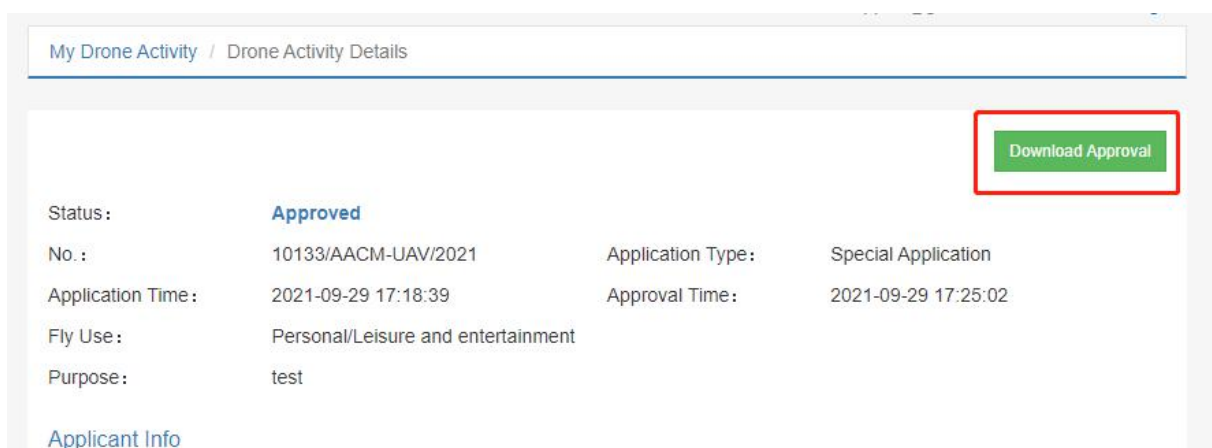 My Drone Activity / Drone Activity Details
Download Approval
Status： Approved
No.： 10133/AACM-UAV/2021 Application Type： Special Application
Application Time： 2021-09-29 17:18:39 Approval Time： 2021-09-29 17:25:02
Fly Use： Personal/Leisure and entertainment
Purpose： test
Applicant Info